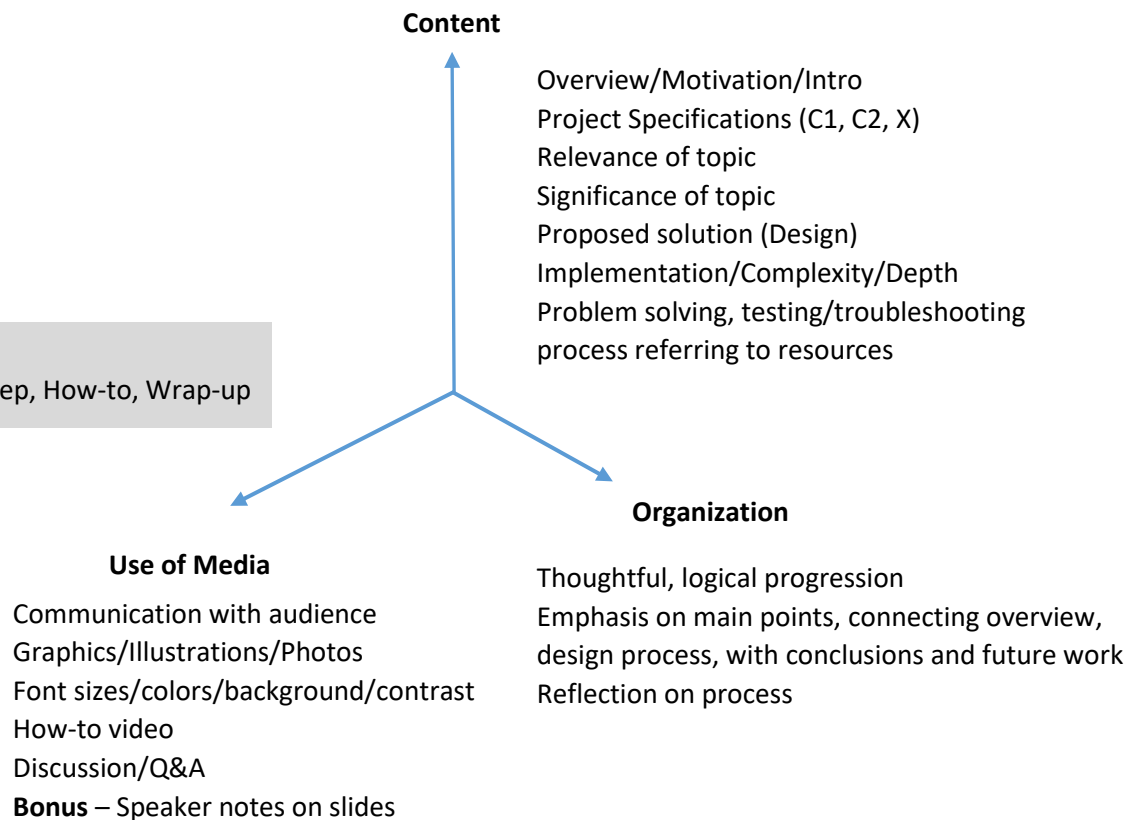 Content
Overview/Motivation/Intro
Project Specifications (C1, C2, X)
Relevance of topic
Significance of topic
Proposed solution (Design)
Implementation/Complexity/Depth
Problem solving, testing/troubleshooting
process referring to resources
ep, How-to, Wrap-up
Use of Media
Communication with audience
Graphics/Illustrations/Photos
Font sizes/colors/background/contrast
How-to video
Discussion/Q&A
Bonus – Speaker notes on slides
Organization
Thoughtful, logical progression
Emphasis on main points, connecting overview,
design process, with conclusions and future work
Reflection on process